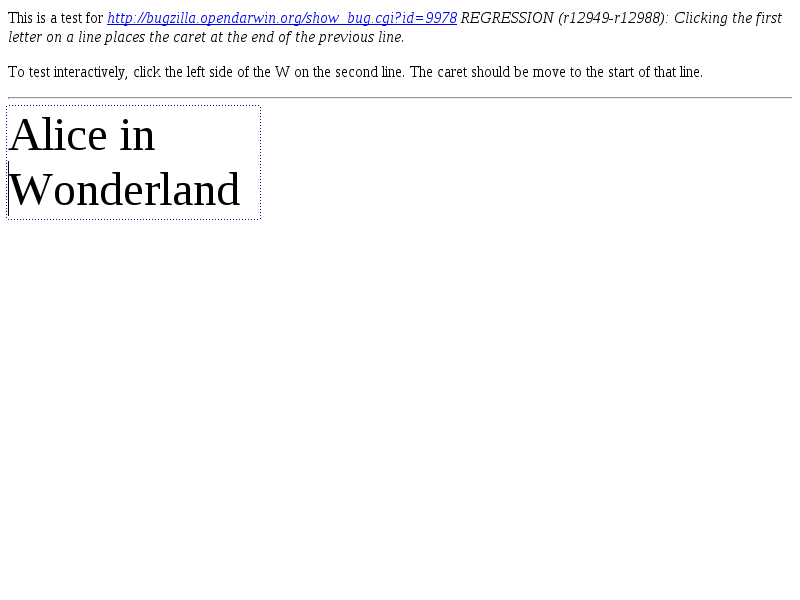 This is a test for http://bugzilla.opendarwin.org/show_bug.cgi?id=9978 REGRESSION (r12949-r12988): Clicking the first
letter on a line places the caret at the end of the previous line.
To test interactively, click the left side of the W on the second line. The caret should be move to the start of that line.
Alice in
Wonderland